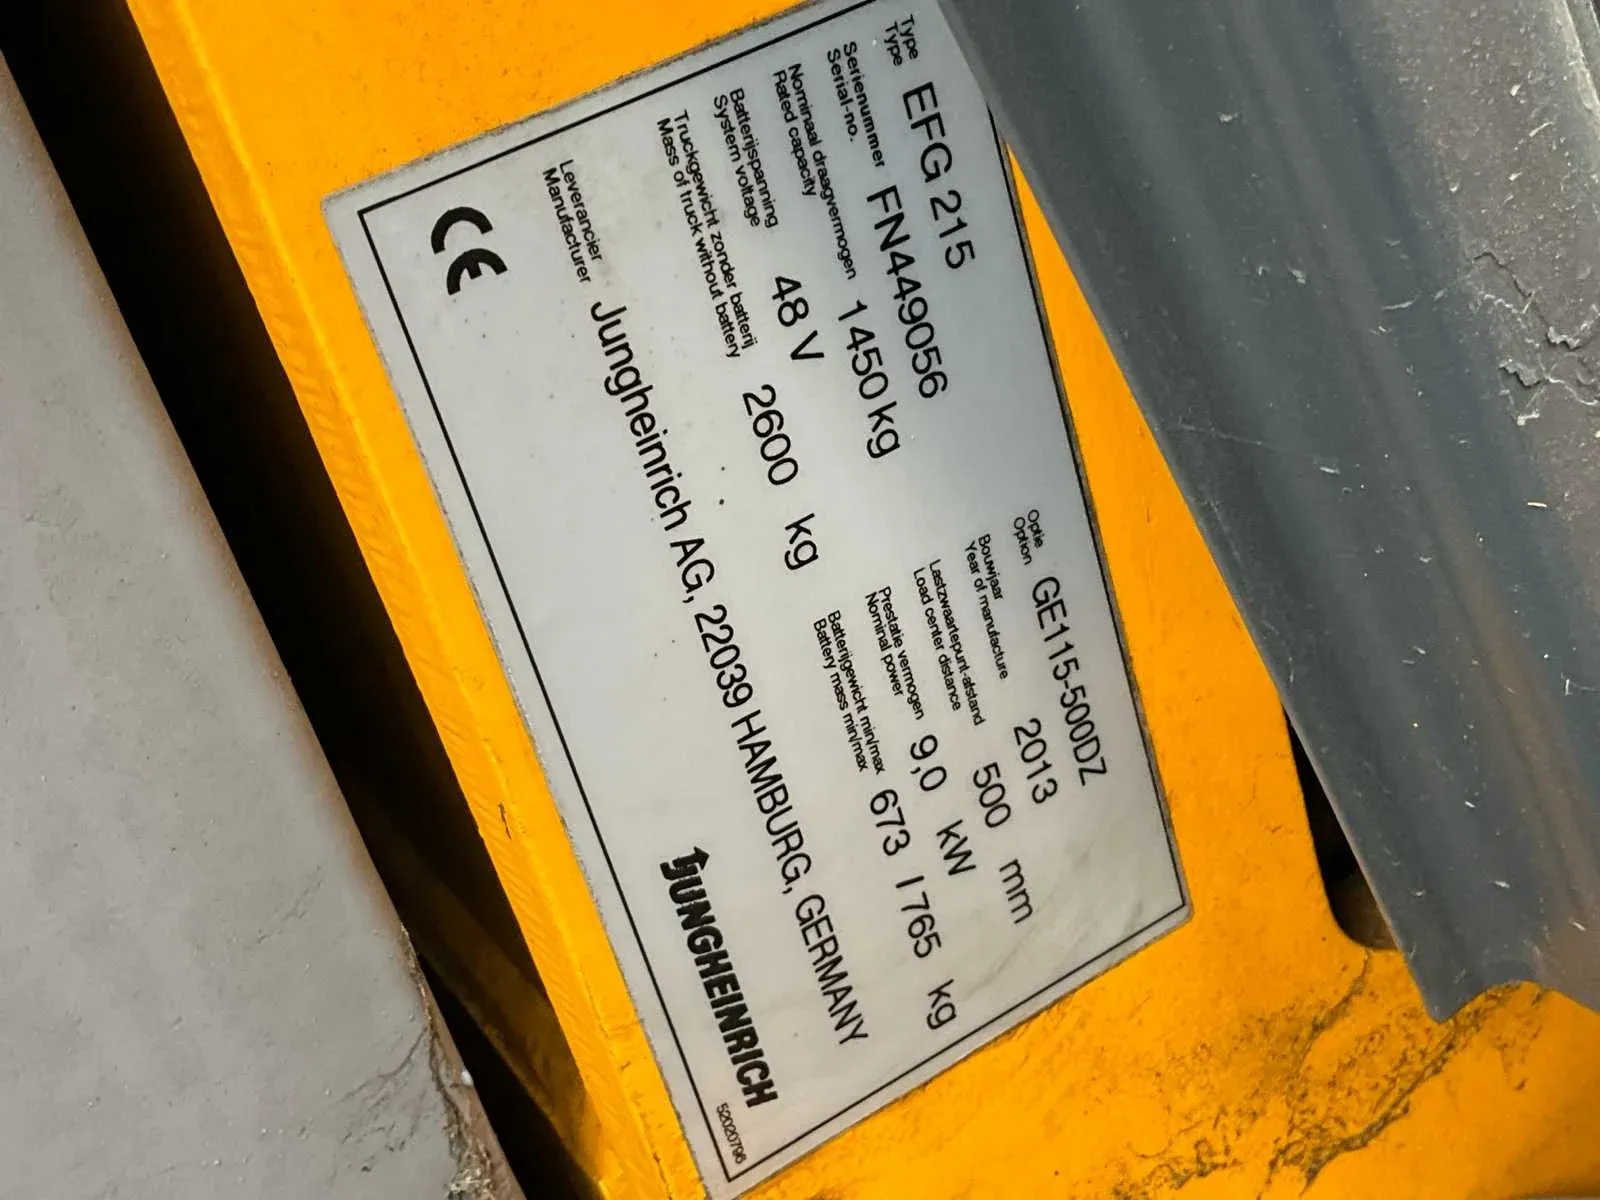 Type
Type EFG 215
Optie
Option GE115-500DZ
Serienummer
Serial-no. FN449056
Bouwjaar
Year of manufacture 2013
Nominaal draagvermogen
Rated capacity 1450 kg
Lastzwaartepunt-afstand
Load center distance 500 mm
Batterijspanning
System voltage 48 V
Prestatie vermogen
Nominal power 9,0 kW
Truckgewicht zonder batterij
Mass of truck without battery 2600 kg
Batterijgewicht min/max
Battery mass min/max 673 / 765 kg
Leverancier
Manufacturer Jungheinrich AG, 22039 HAMBURG, GERMANY
CE
JUNGHEINRICH
52020796